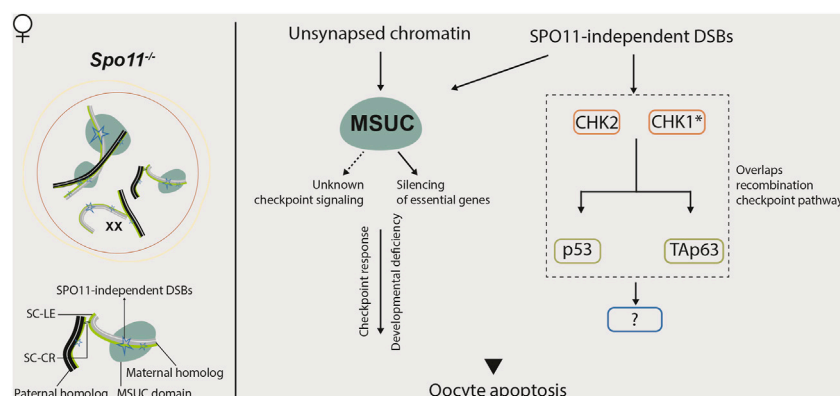 ♀
Spo11-/-
XX
SPO11-independent DSBs
SC-LE
SC-CR
Maternal homolog
Paternal homolog
MSUC domain
Unsynapsed chromatin
SPO11-independent DSBs
MSUC
CHK2
CHK1*
Unknown
checkpoint signaling
Silencing
of essential genes
Overlaps
recombination
checkpoint pathway
Checkpoint response
Developmental deficiency
p53
TAp63
?
Oocyte apoptosis